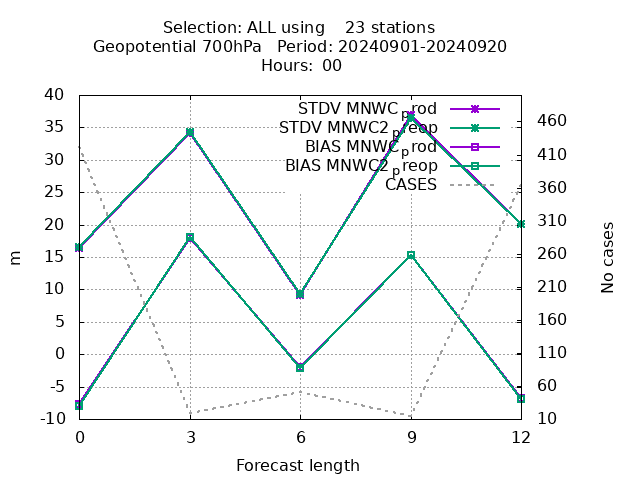 Selection: ALL using    23 stations
Geopotential 700hPa   Period: 20240901-20240920
Hours: 00
STDV MNWC_prod
STDV MNWC2_preop
BIAS MNWC_prod
BIAS MNWC2_preop
CASES
40
35
30
25
20
15
10
5
0
-5
-10
m
460
410
360
310
260
210
160
110
60
10
No cases
0 3 6 9 12
Forecast length